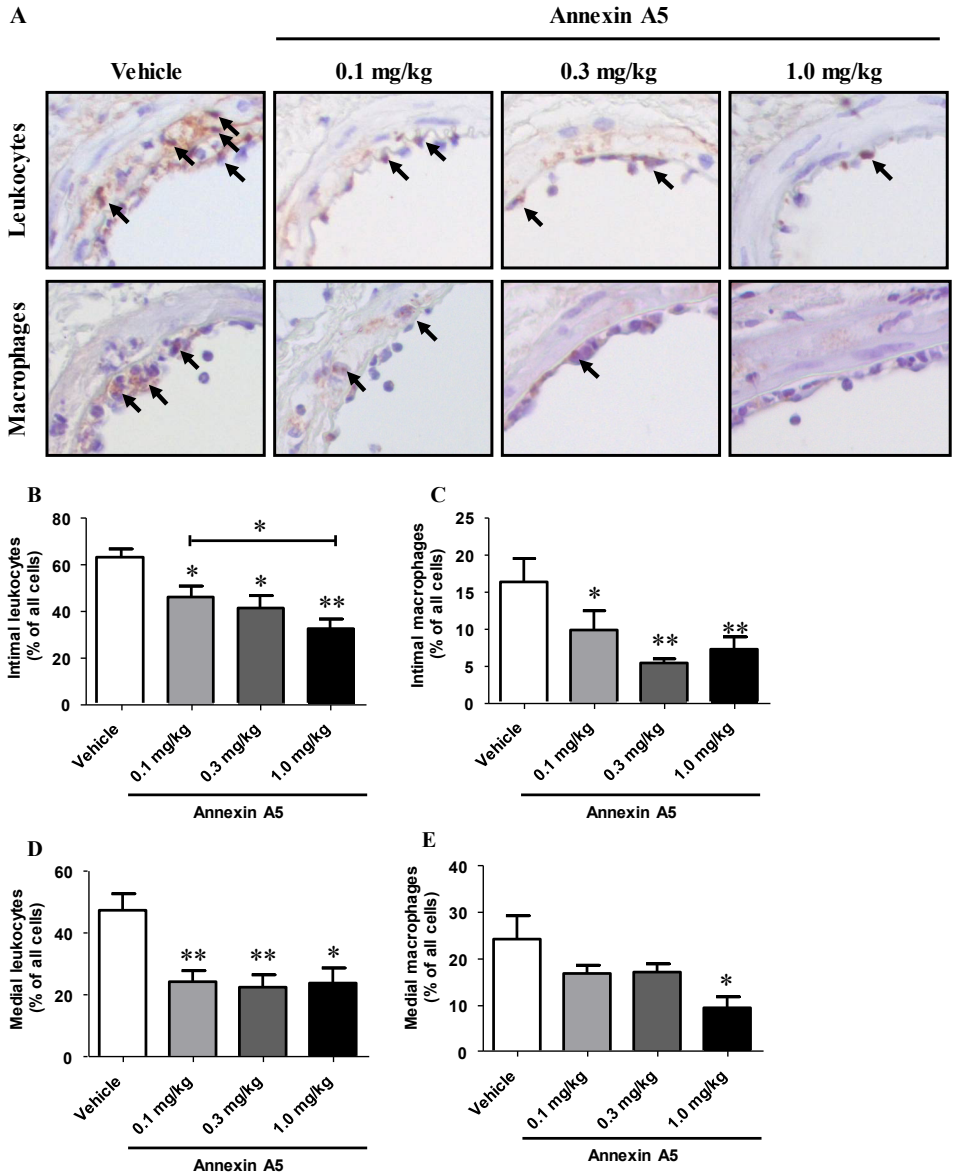 A
Annexin A5
Vehicle
0.1 mg/kg
0.3 mg/kg
1.0 mg/kg
Leukocytes
Macrophages
B
Intimal leukocytes
(% of all cells)
80
60
40
20
0
*
*
*
**
Vehicle
0.1 mg/kg
0.3 mg/kg
1.0 mg/kg
Annexin A5
C
Intimal macrophages
(% of all cells)
25
20
15
10
5
0
*
**
**
Vehicle
0.1 mg/kg
0.3 mg/kg
1.0 mg/kg
Annexin A5
D
Medial leukocytes
(% of all cells)
60
40
20
0
**
**
*
Vehicle
0.1 mg/kg
0.3 mg/kg
1.0 mg/kg
Annexin A5
E
Medial macrophages
(% of all cells)
40
30
20
10
0
*
Vehicle
0.1 mg/kg
0.3 mg/kg
1.0 mg/kg
Annexin A5